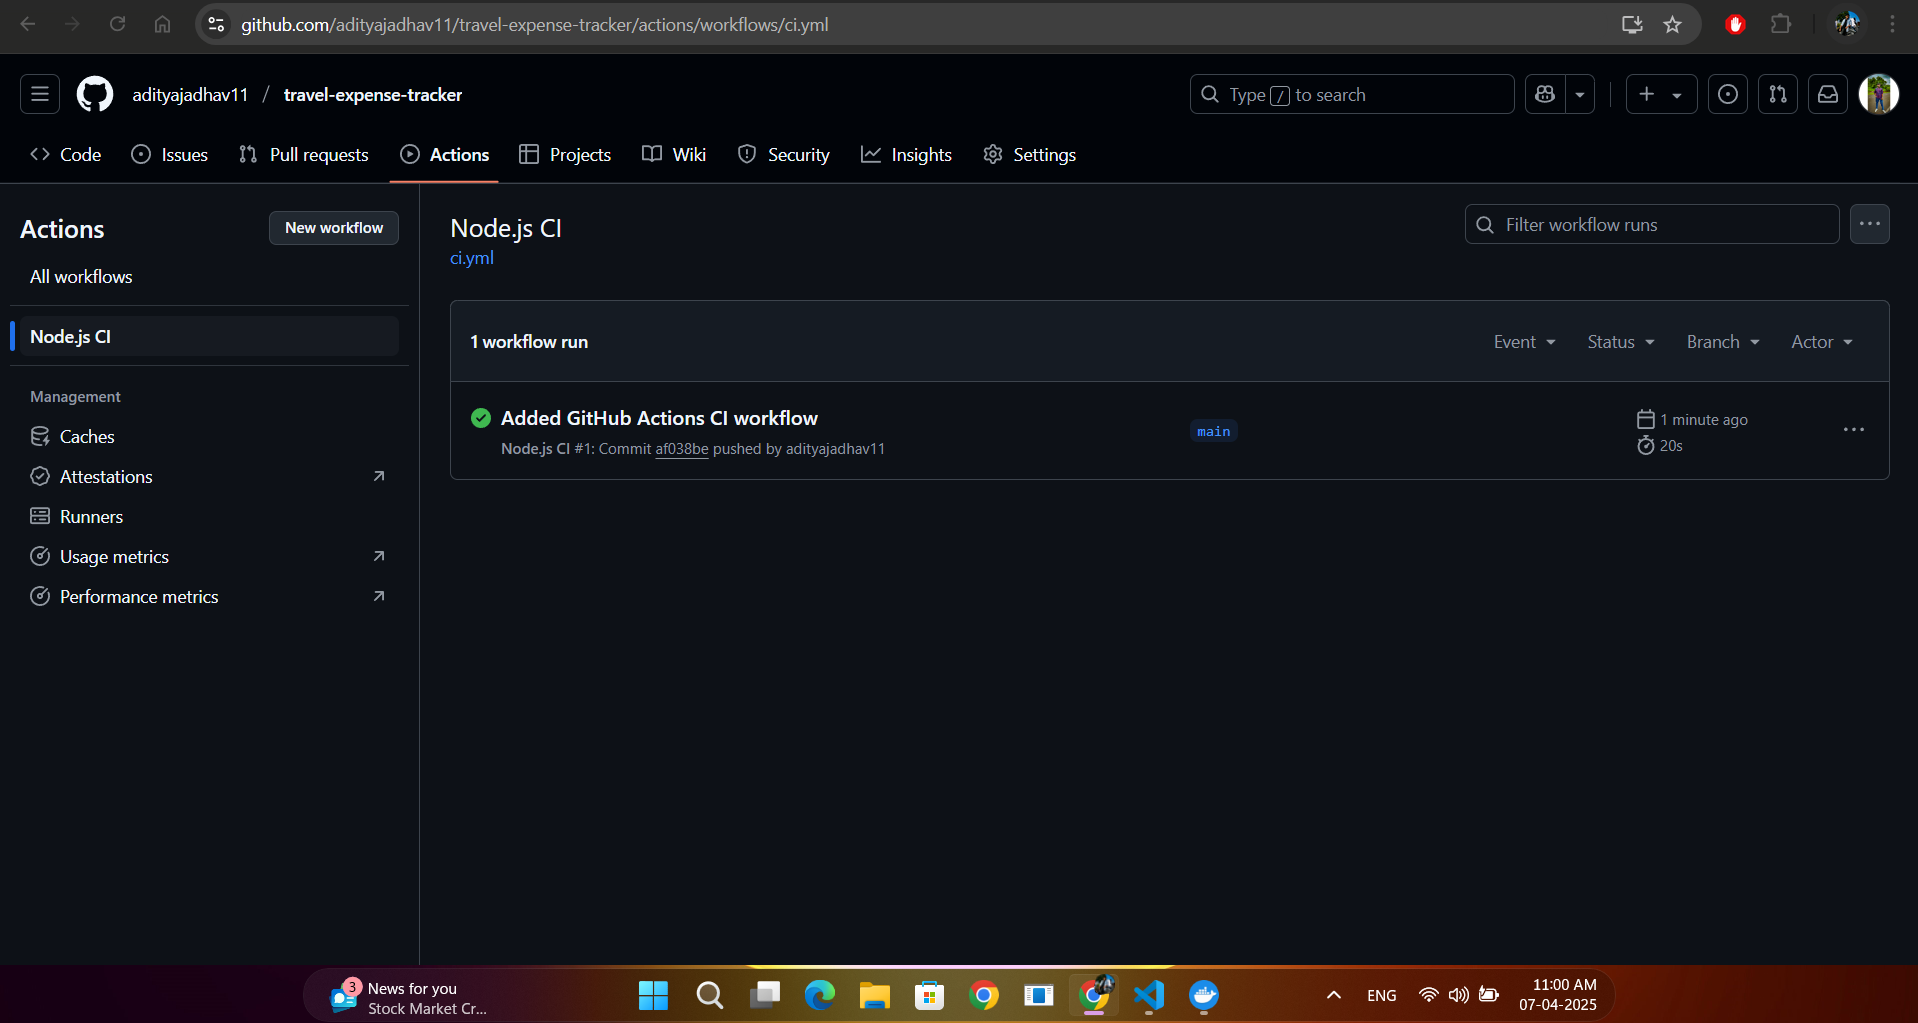 github.com/adityajadhav11/travel-expense-tracker/actions/workflows/ci.yml
adityajadhav11 / travel-expense-tracker
Type / to search
Code Issues Pull requests Actions Projects Wiki Security Insights Settings
Actions
New workflow
All workflows
Node.js CI
Management
Caches
Attestations
Runners
Usage metrics
Performance metrics
Node.js CI
ci.yml
Filter workflow runs
1 workflow run
Event Status Branch Actor
Added GitHub Actions CI workflow
Node.js CI #1: Commit af038be pushed by adityajadhav11
main
1 minute ago
20s
3
News for you
Stock Market Cr...
ENG
11:00 AM
07-04-2025